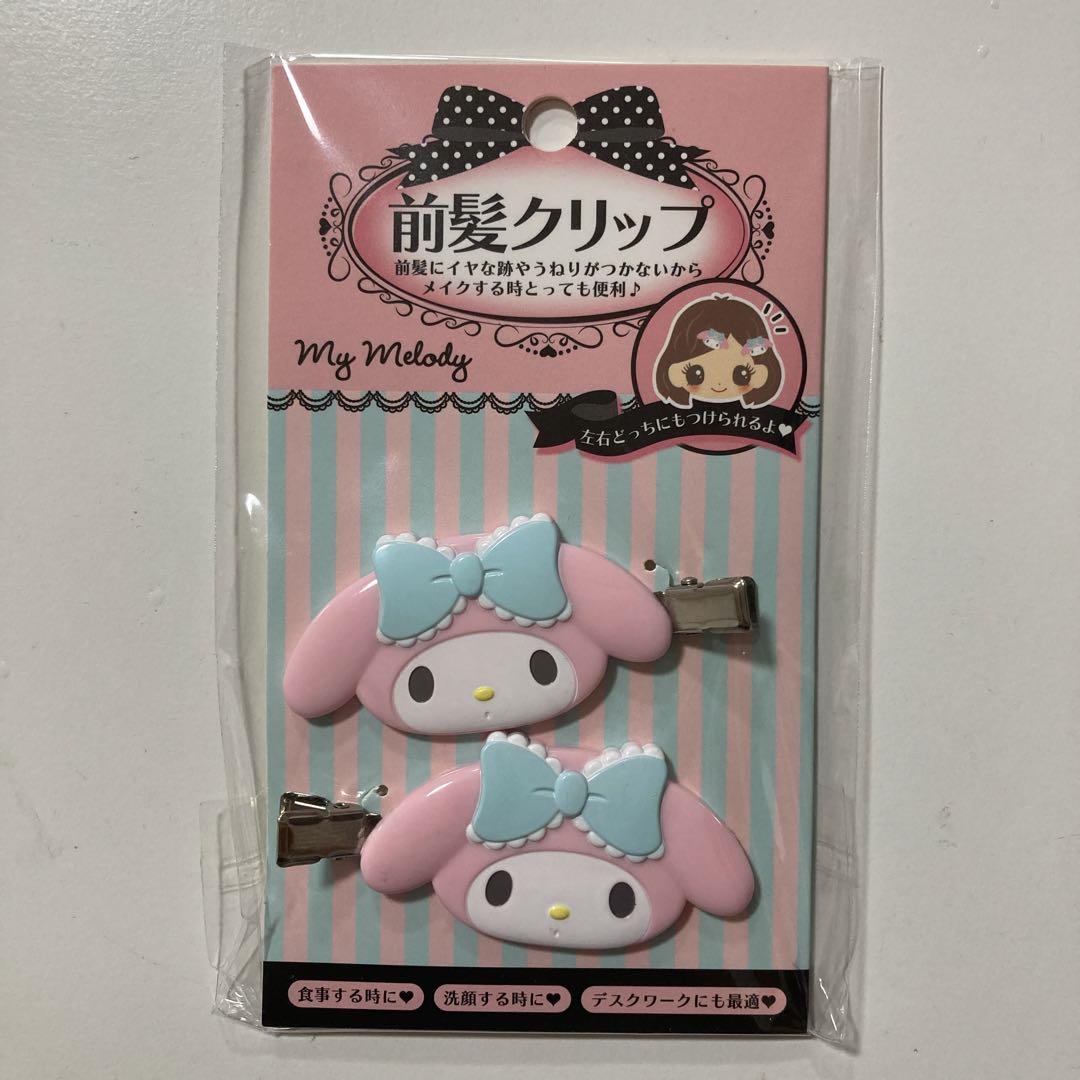 前髪クリップ
前髪にイヤな跡やうねりがつかないから
メイクする時とっても便利♪
My Melody
左右どっちにもつけられるよ♥
食事する時に♥
洗顔する時に♥
デスクワークにも最適♥